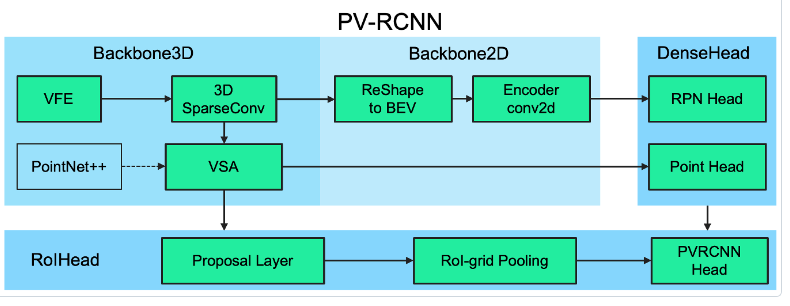 PV-RCNN
Backbone3D
Backbone2D
DenseHead
VFE
3D
SparseConv
ReShape
to BEV
Encoder
conv2d
RPN Head
PointNet++
VSA
Point Head
RoIHead
Proposal Layer
RoI-grid Pooling
PVRCNN
Head